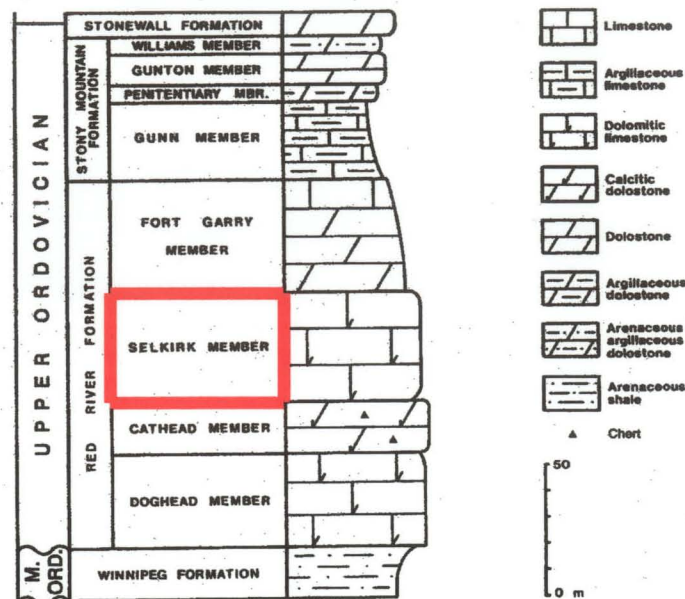 UPPER ORDOVICIAN
M.
ORD.
STONEWALL FORMATION
STONY MOUNTAIN
FORMATION
WILLIAMS MEMBER
GUNTON MEMBER
PENITENTIARY MBR.
GUNN MEMBER
RED RIVER FORMATION
FORT GARRY
MEMBER
SELKIRK MEMBER
CATHEAD MEMBER
DOGHEAD MEMBER
WINNIPEG FORMATION
Limestone
Argillaceous
limestone
Dolomitic
limestone
Calcitic
dolostone
Dolostone
Argillaceous
dolostone
Arenaceous
argillaceous
dolostone
Arenaceous
shale
Chert
50
0 m